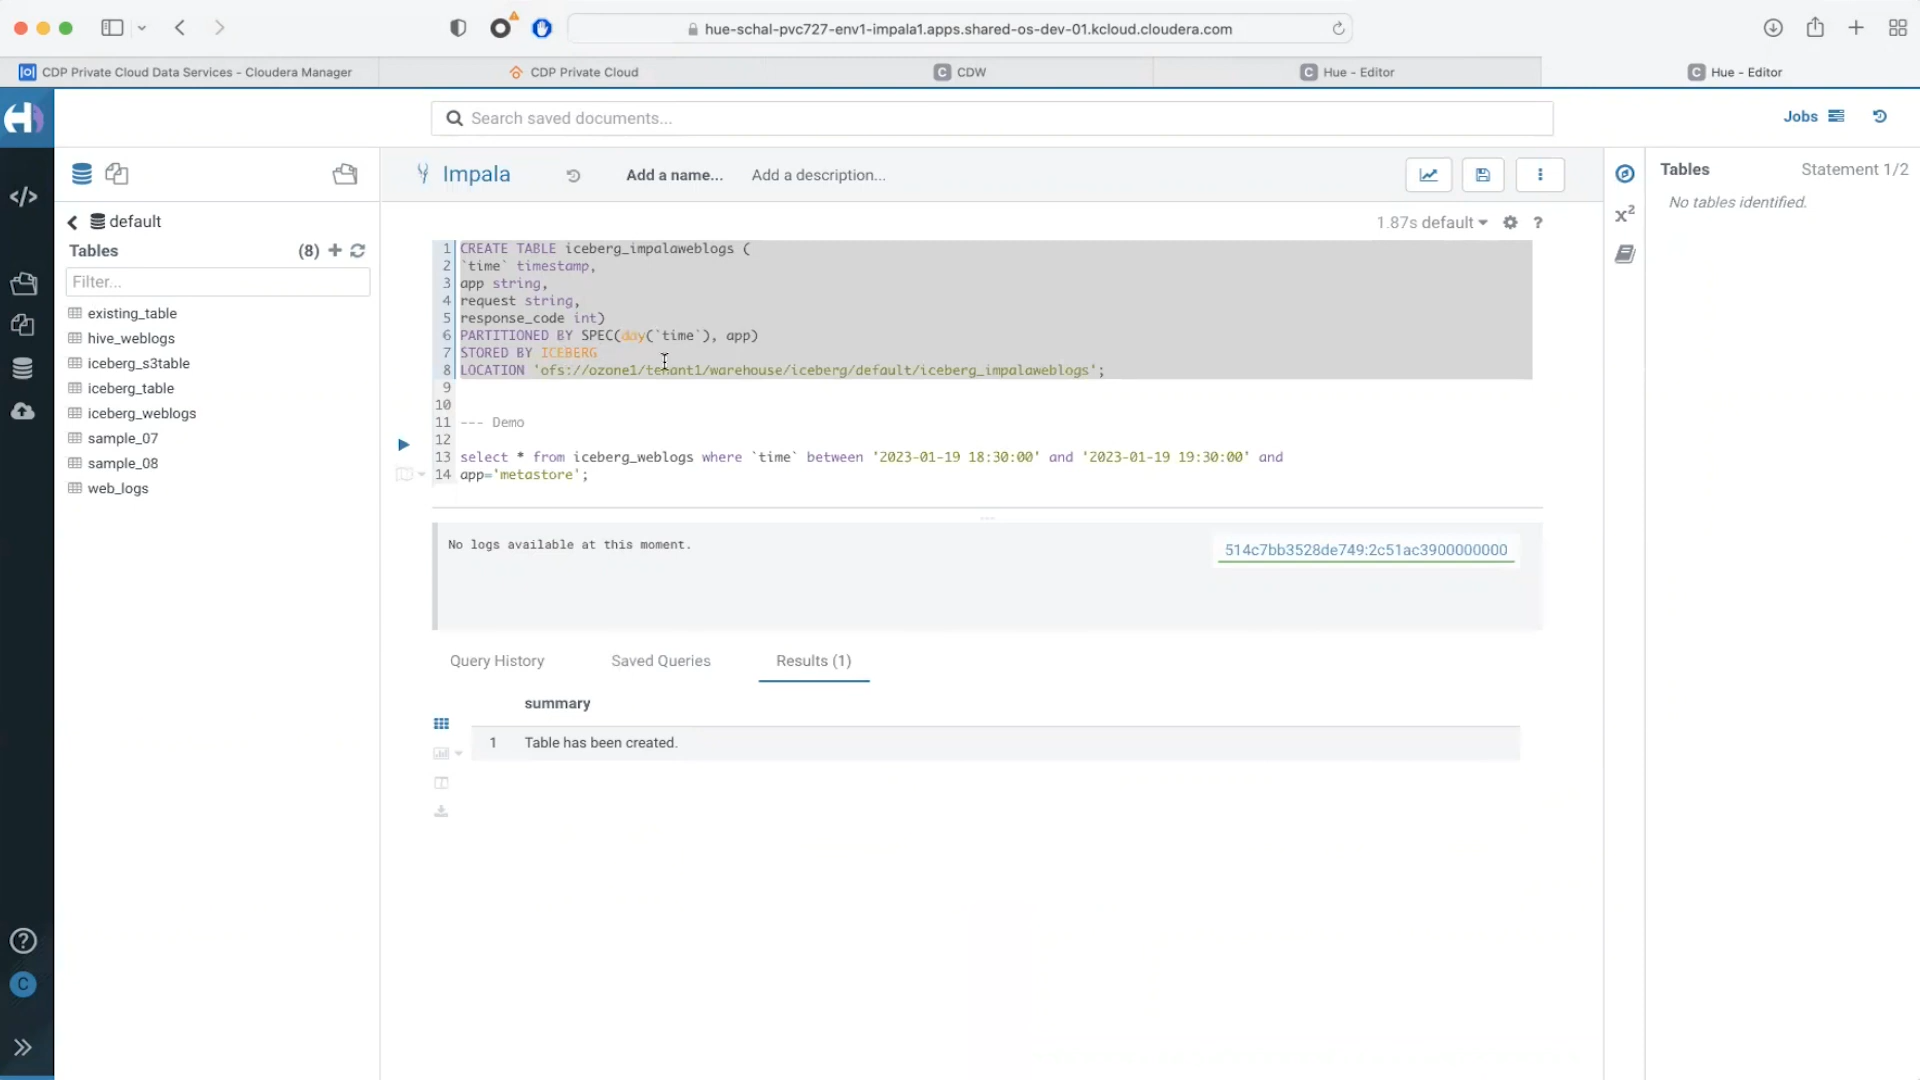 hue-schal-pvc727-env1-impala1.apps.shared-os-dev-01.kcloud.cloudera.com
CDP Private Cloud Data Services - Cloudera Manager
CDP Private Cloud
C CDW
C Hue - Editor
C Hue - Editor
Search saved documents...
Jobs
Impala
Add a name...
Add a description...
Tables
Statement 1/2
No tables identified.
default
Tables
(8)
Filter...
existing_table
hive_weblogs
iceberg_s3table
iceberg_table
iceberg_weblogs
sample_07
sample_08
web_logs
1.87s default
?
x²
1 CREATE TABLE iceberg_impalaweblogs (
2 `time` timestamp,
3 app string,
4 request string,
5 response_code int)
6 PARTITIONED BY SPEC(day(`time`), app)
7 STORED BY ICEBERG
8 LOCATION 'ofs://ozone1/tenant1/warehouse/iceberg/default/iceberg_impalaweblogs';
9
10
11 --- Demo
12
13 select * from iceberg_weblogs where `time` between '2023-01-19 18:30:00' and '2023-01-19 19:30:00' and
14 app='metastore';
No logs available at this moment.
514c7bb3528de749:2c51ac3900000000
Query History
Saved Queries
Results (1)
summary
1 Table has been created.
?
C